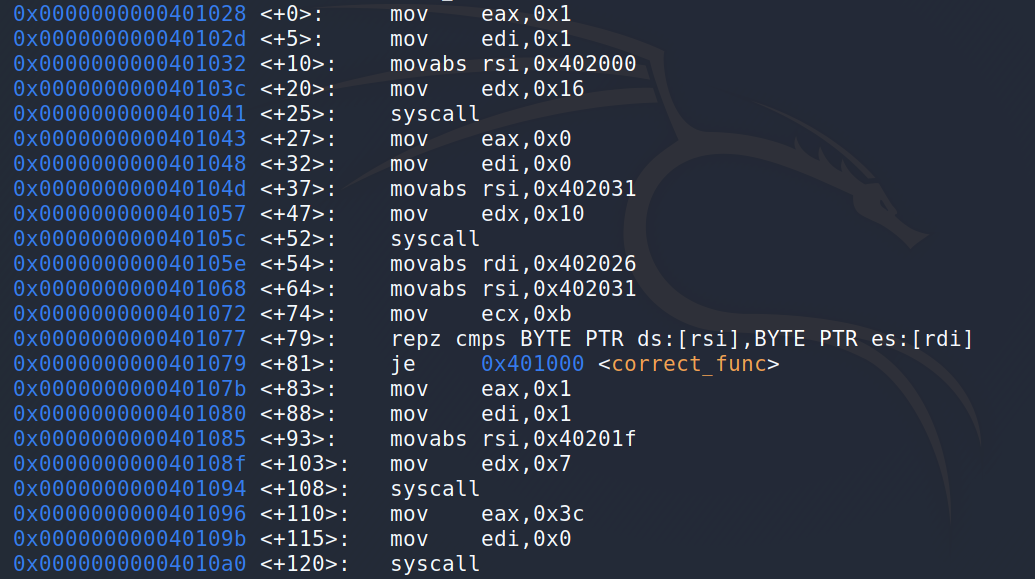 0x0000000000401028 <+0>: mov eax,0x1
0x000000000040102d <+5>: mov edi,0x1
0x0000000000401032 <+10>: movabs rsi,0x402000
0x000000000040103c <+20>: mov edx,0x16
0x0000000000401041 <+25>: syscall
0x0000000000401043 <+27>: mov eax,0x0
0x0000000000401048 <+32>: mov edi,0x0
0x000000000040104d <+37>: movabs rsi,0x402031
0x0000000000401057 <+47>: mov edx,0x10
0x000000000040105c <+52>: syscall
0x000000000040105e <+54>: movabs rdi,0x402026
0x0000000000401068 <+64>: movabs rsi,0x402031
0x0000000000401072 <+74>: mov ecx,0xb
0x0000000000401077 <+79>: repz cmps BYTE PTR ds:[rsi],BYTE PTR es:[rdi]
0x0000000000401079 <+81>: je 0x401000 <correct_func>
0x000000000040107b <+83>: mov eax,0x1
0x0000000000401080 <+88>: mov edi,0x1
0x0000000000401085 <+93>: movabs rsi,0x40201f
0x000000000040108f <+103>: mov edx,0x7
0x0000000000401094 <+108>: syscall
0x0000000000401096 <+110>: mov eax,0x3c
0x000000000040109b <+115>: mov edi,0x0
0x00000000004010a0 <+120>: syscall